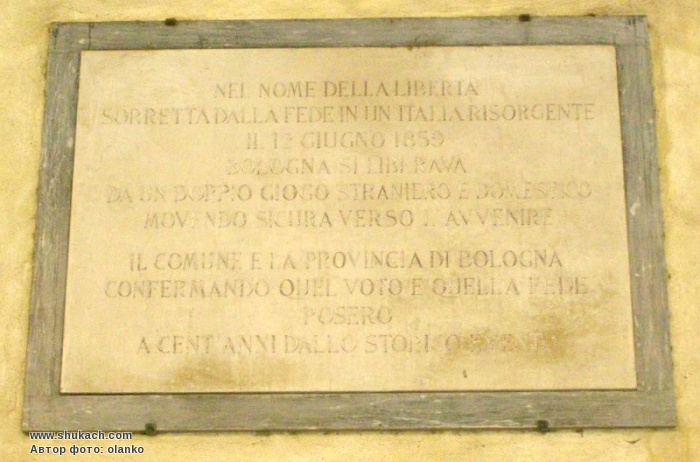 NEL NOME DELLA LIBERTA'
SORRETTA DALLA FEDE IN UN ITALIA RISORGENTE
IL 12 GIUGNO 1859
BOLOGNA SI LIBERAVA
DA UN DOPPIO GIOGO STRANIERO E DOMESTICO
MOVENDO SICURA VERSO L'AVVENIRE
IL COMUNE E LA PROVINCIA DI BOLOGNA
CONFERMANDO QUEL VOTO E QUELLA FEDE
POSERO
A CENT'ANNI DALLO STORICO EVENTO
www.shukach.com
Автор фото: olanko